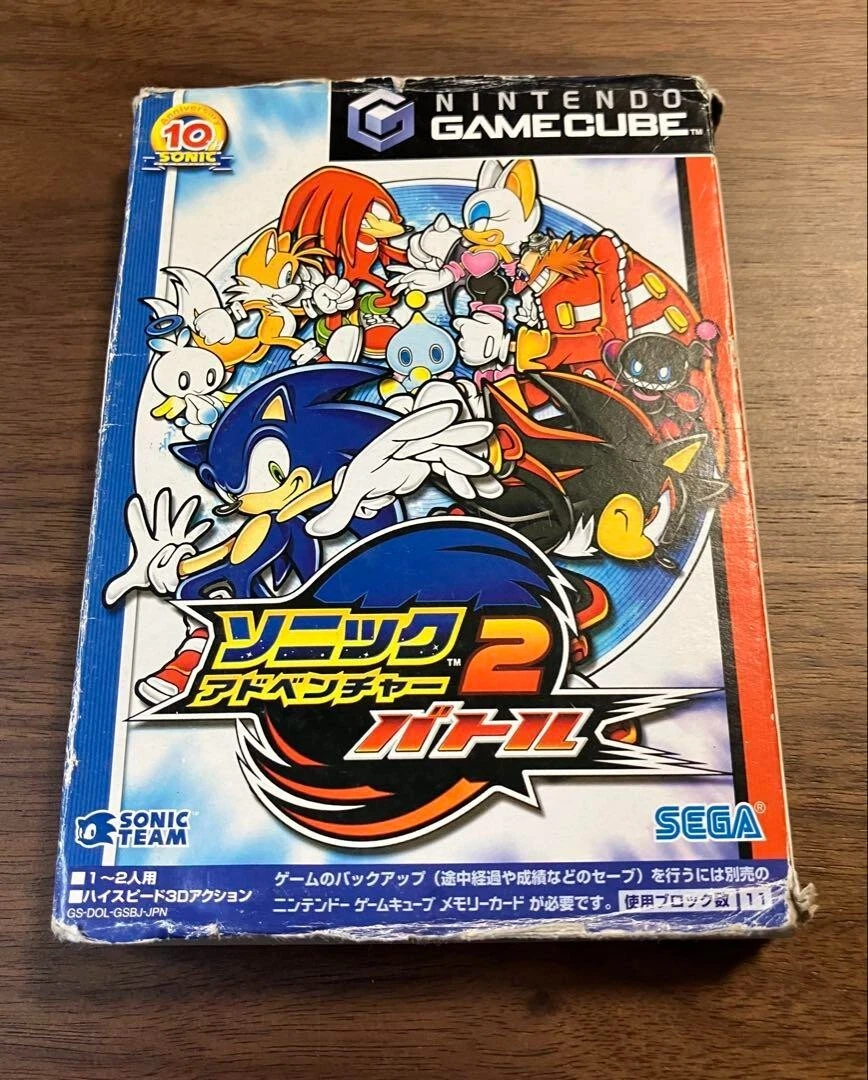 Anniversary
10TH
SONIC
NINTENDO
GAMECUBE™
ソニック™
アドベンチャー 2
バトル
SONIC
TEAM™
SEGA®
■1〜2人用
■ハイスピード3Dアクション
GS-DOL-GSBJ-JPN
ゲームのバックアップ（途中経過や成績などのセーブ）を行うには別売の
ニンテンドー ゲームキューブ メモリーカード が必要です。 使用ブロック数 11